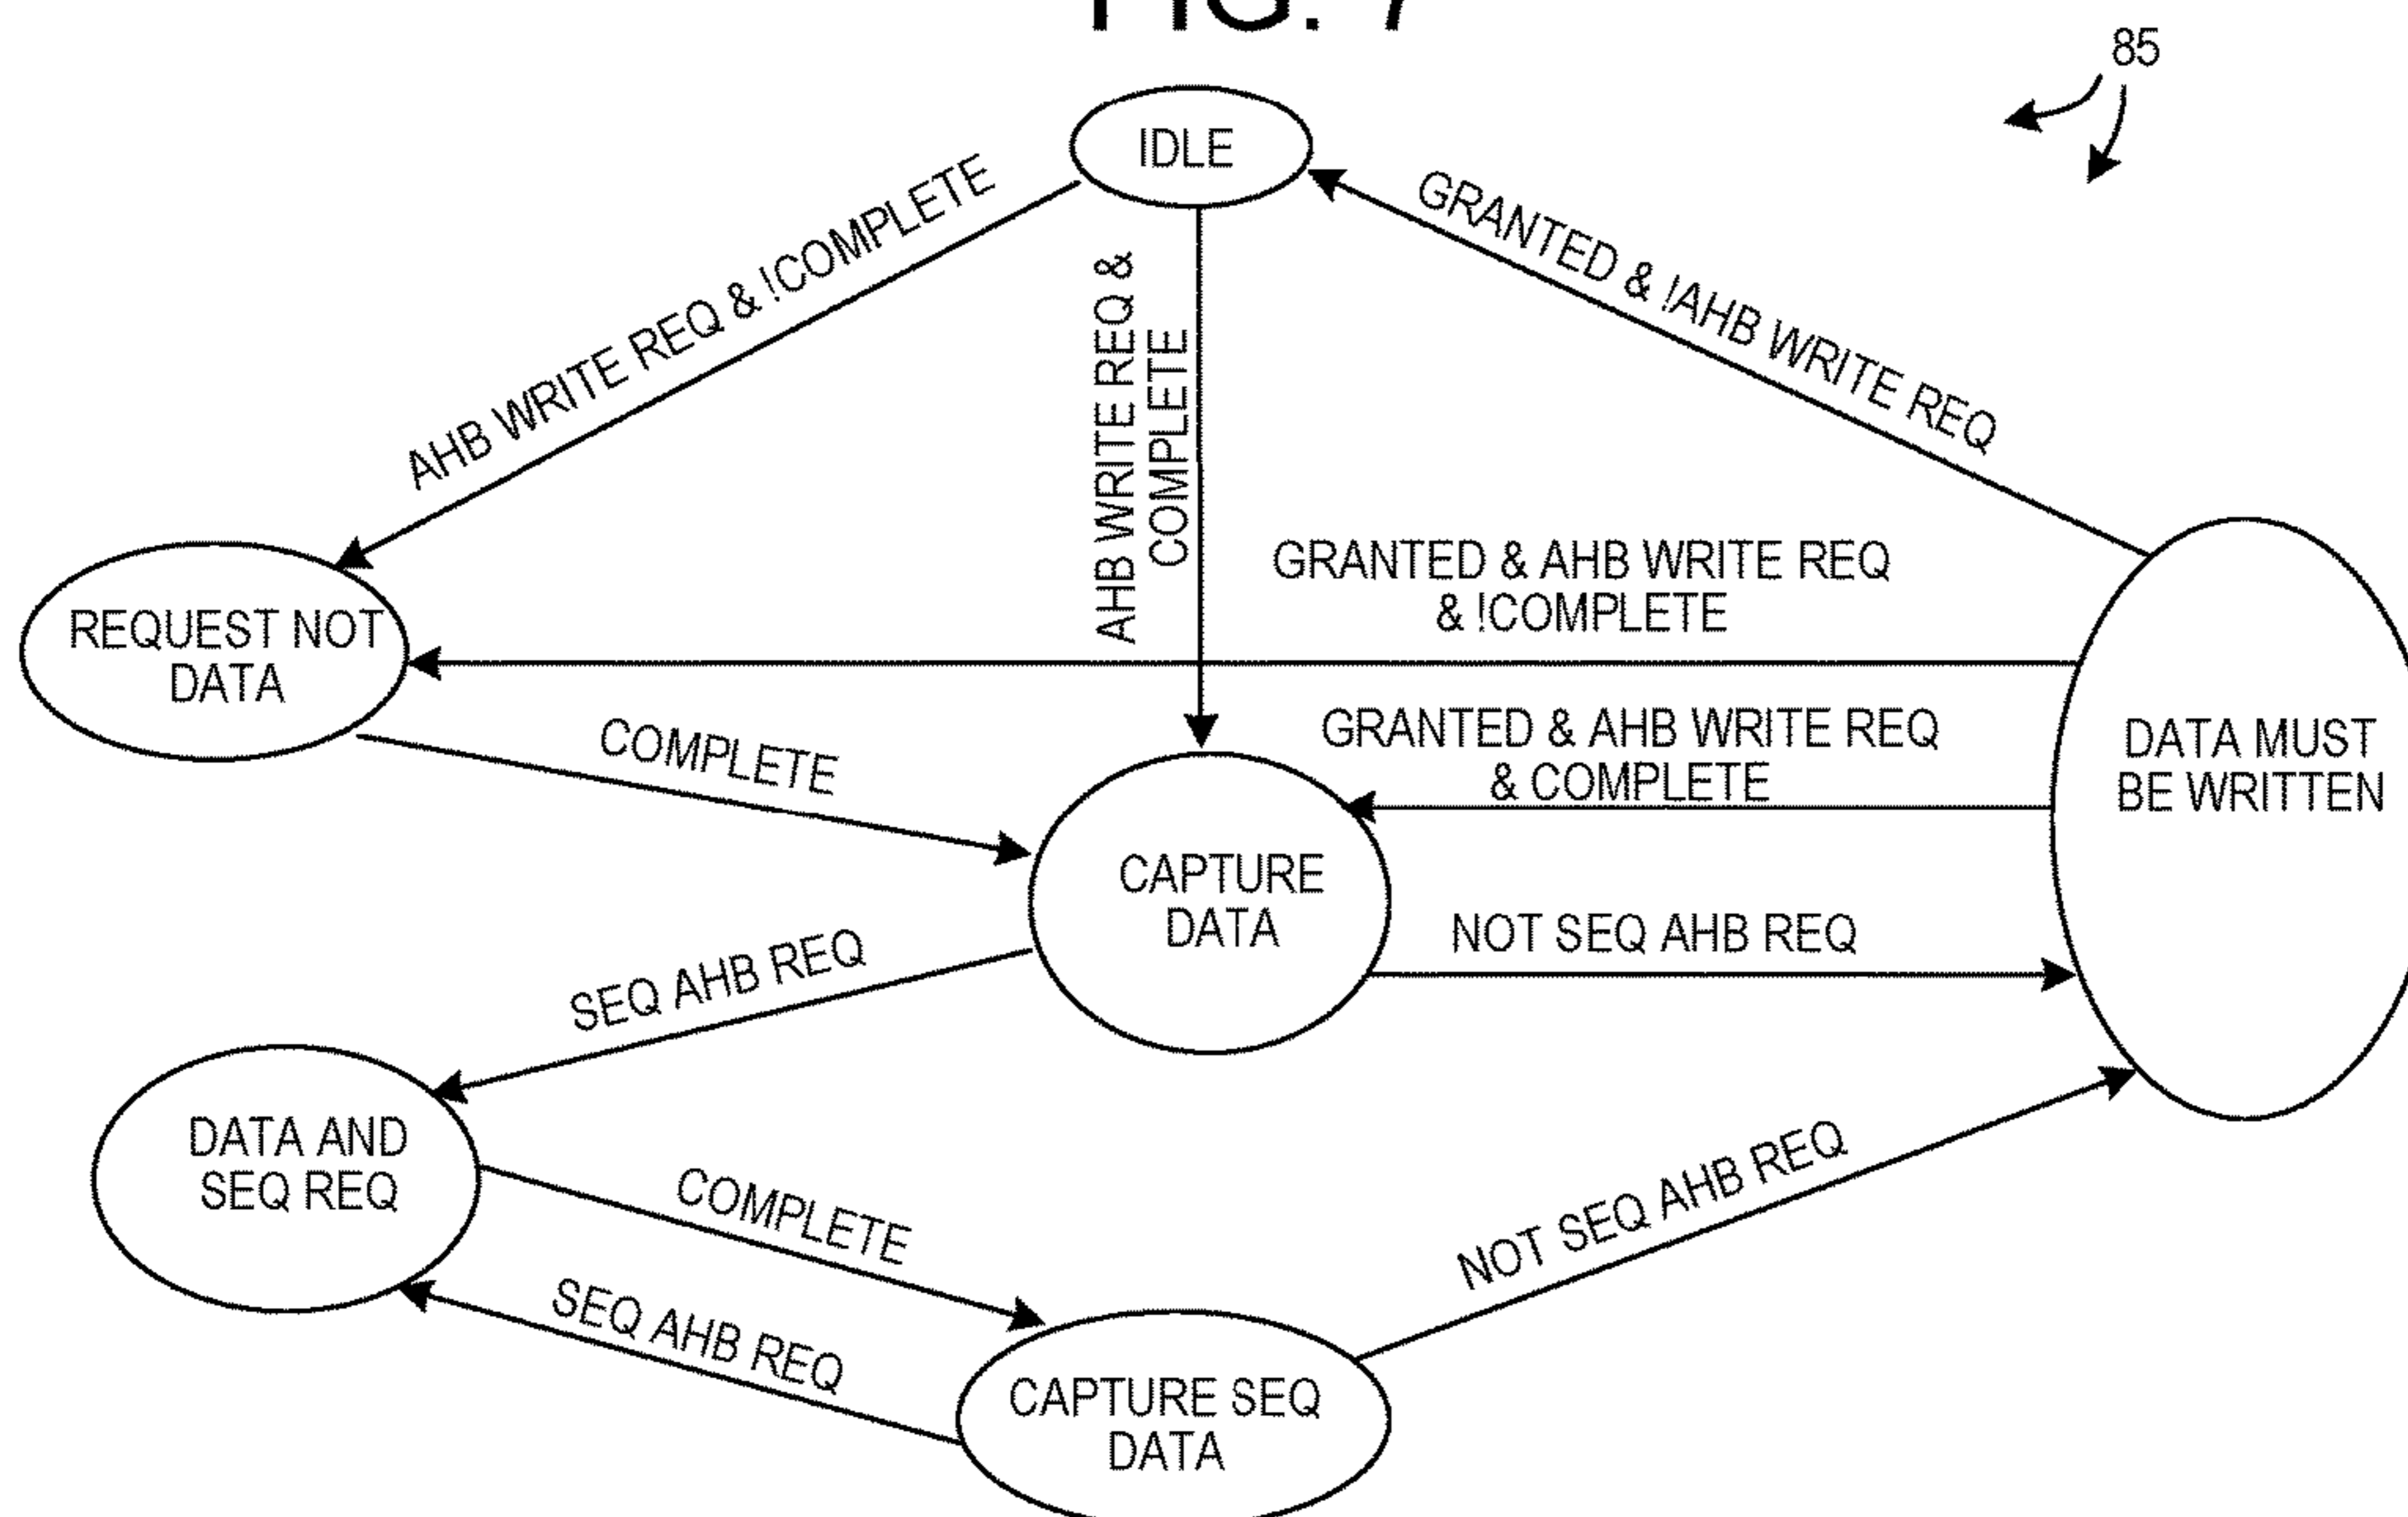 FIG. 7
85
IDLE
AHB WRITE REQ & !COMPLETE
AHB WRITE REQ &
COMPLETE
GRANTED & !AHB WRITE REQ
GRANTED & AHB WRITE REQ
& !COMPLETE
REQUEST NOT
DATA
COMPLETE
GRANTED & AHB WRITE REQ
& COMPLETE
DATA MUST
BE WRITTEN
CAPTURE
DATA
NOT SEQ AHB REQ
SEQ AHB REQ
DATA AND
SEQ REQ
COMPLETE
NOT SEQ AHB REQ
SEQ AHB REQ
CAPTURE SEQ
DATA